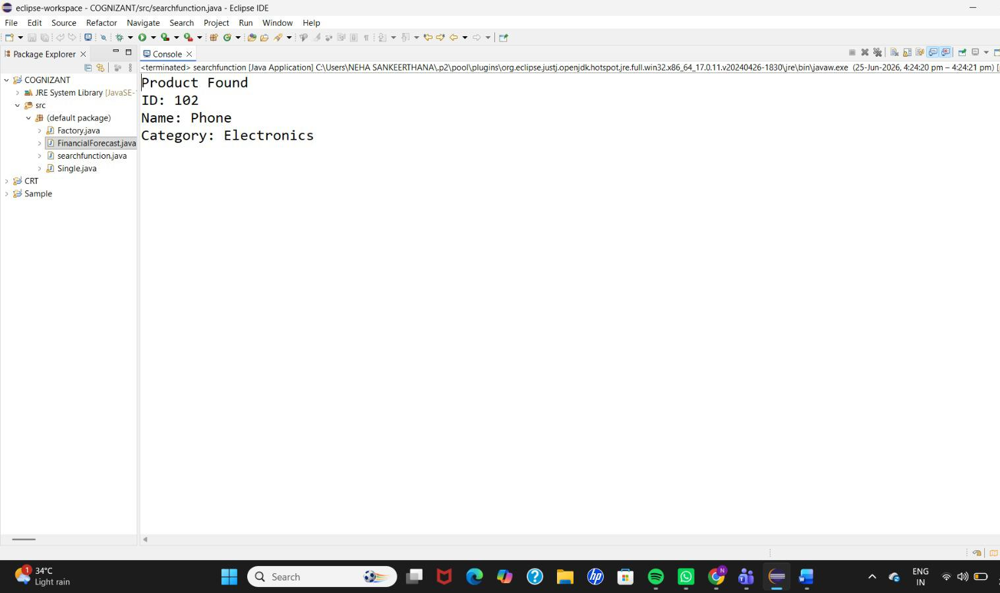 eclipse-workspace - COGNIZANT/src/searchfunction.java - Eclipse IDE
File Edit Source Refactor Navigate Search Project Run Window Help
Package Explorer
Console
<terminated> searchfunction [Java Application] C:\Users\NEHA SANKEERTHANA\.p2\pool\plugins\org.eclipse.justj.openjdk.hotspot.jre.full.win32.x86_64_17.0.11.v20240426-1830\jre\bin\javaw.exe (25-Jun-2026, 4:24:20 pm – 4:24:21 pm) [
COGNIZANT
JRE System Library [JavaSE-
src
(default package)
Factory.java
FinancialForecast.java
searchfunction.java
Single.java
CRT
Sample
Product Found
ID: 102
Name: Phone
Category: Electronics
1
34°C
Light rain
Search
hp
N
T
W
ENG
IN